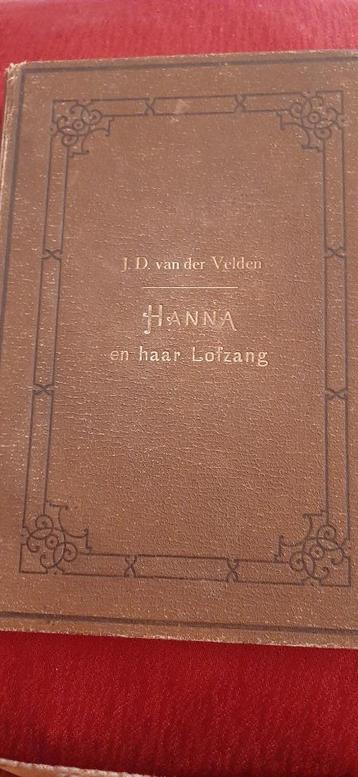 J. D. van der Velden
HANNA
en haar Lofzang